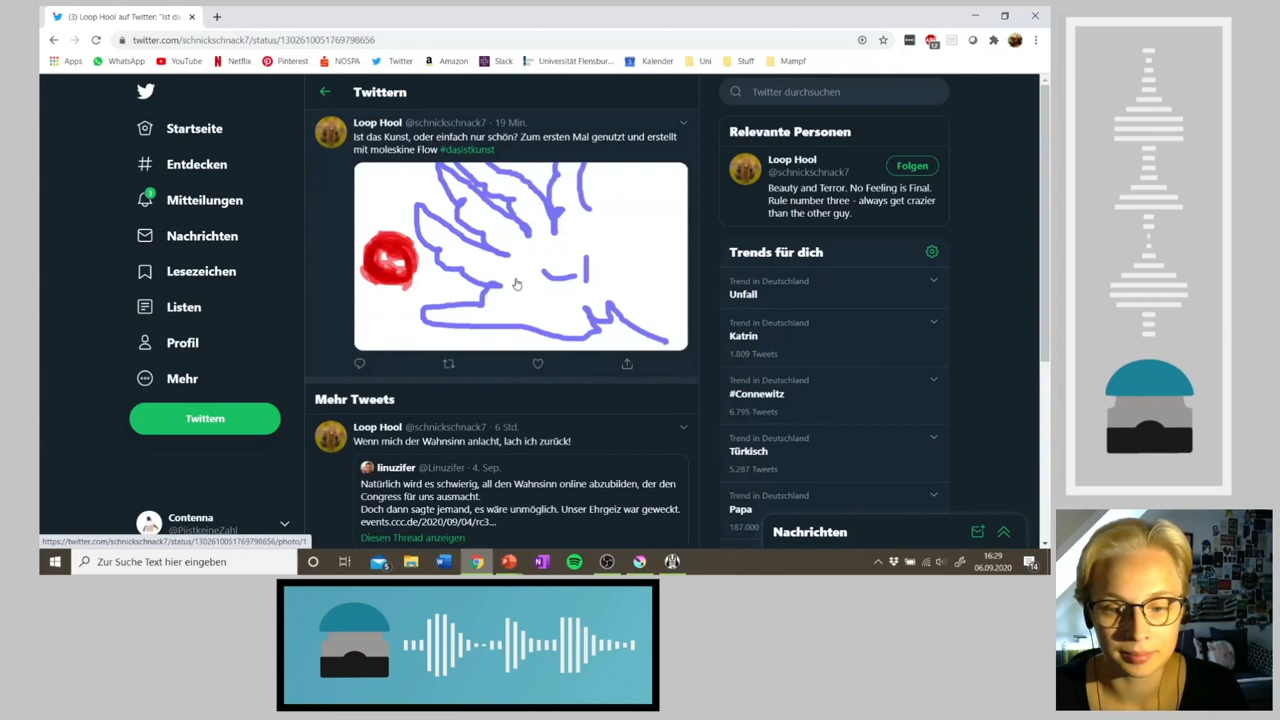 (3) Loop Hool auf Twitter: "Ist da
twitter.com/schnickschnack7/status/1302610051769798656
Apps
WhatsApp
YouTube
Netflix
Pinterest
NOSPA
Twitter
Amazon
Slack
Universität Flensbur...
Kalender
Uni
Stuff
Mampf
12
Startseite
Entdecken
3
Mitteilungen
Nachrichten
Lesezeichen
Listen
Profil
Mehr
Twittern
Contenna
@PiistkeineZahl
Twittern
Loop Hool @schnickschnack7 · 19 Min.
Ist das Kunst, oder einfach nur schön? Zum ersten Mal genutzt und erstellt
mit moleskine Flow #dasistkunst
Mehr Tweets
Loop Hool @schnickschnack7 · 6 Std.
Wenn mich der Wahnsinn anlacht, lach ich zurück!
linuzifer @Linuzifer · 4. Sep.
Natürlich wird es schwierig, all den Wahnsinn online abzubilden, der den
Congress für uns ausmacht.
Doch dann sagte jemand, es wäre unmöglich. Unser Ehrgeiz war geweckt.
events.ccc.de/2020/09/04/rc3...
Diesen Thread anzeigen
Twitter durchsuchen
Relevante Personen
Loop Hool
@schnickschnack7
Folgen
Beauty and Terror. No Feeling is Final.
Rule number three - always get crazier
than the other guy.
Trends für dich
Trend in Deutschland
Unfall
Trend in Deutschland
Katrin
1.809 Tweets
Trend in Deutschland
#Connewitz
6.795 Tweets
Trend in Deutschland
Türkisch
5.287 Tweets
Trend in Deutschland
Papa
187.000
Nachrichten
https://twitter.com/schnickschnack7/status/1302610051769798656/photo/1
Zur Suche Text hier eingeben
5
16:29
06.09.2020
14